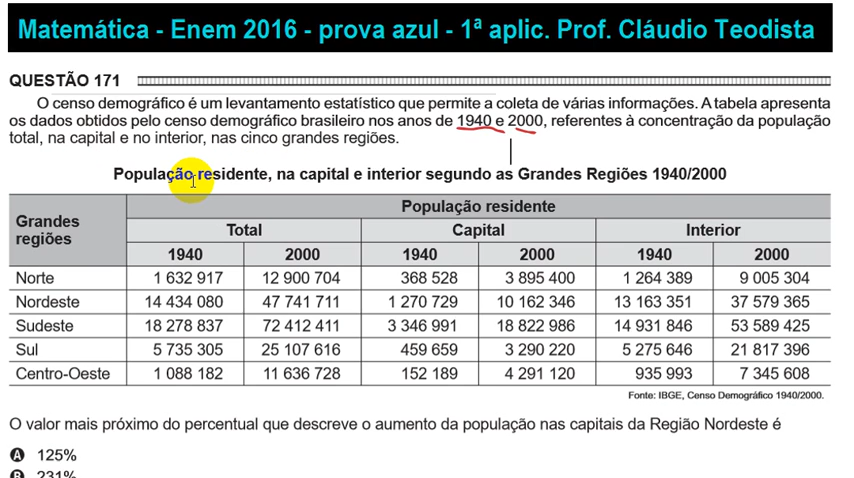 Matemática - Enem 2016 - prova azul - 1ª aplic. Prof. Cláudio Teodista
QUESTÃO 171
O censo demográfico é um levantamento estatístico que permite a coleta de várias informações. A tabela apresenta
os dados obtidos pelo censo demográfico brasileiro nos anos de 1940 e 2000, referentes à concentração da população
total, na capital e no interior, nas cinco grandes regiões.
População residente, na capital e interior segundo as Grandes Regiões 1940/2000
Grandes regiões População residente
Total Capital Interior
1940 2000 1940 2000 1940 2000
Norte 1 632 917 12 900 704 368 528 3 895 400 1 264 389 9 005 304
Nordeste 14 434 080 47 741 711 1 270 729 10 162 346 13 163 351 37 579 365
Sudeste 18 278 837 72 412 411 3 346 991 18 822 986 14 931 846 53 589 425
Sul 5 735 305 25 107 616 459 659 3 290 220 5 275 646 21 817 396
Centro-Oeste 1 088 182 11 636 728 152 189 4 291 120 935 993 7 345 608
Fonte: IBGE, Censo Demográfico 1940/2000.
O valor mais próximo do percentual que descreve o aumento da população nas capitais da Região Nordeste é
A 125%
B 231%